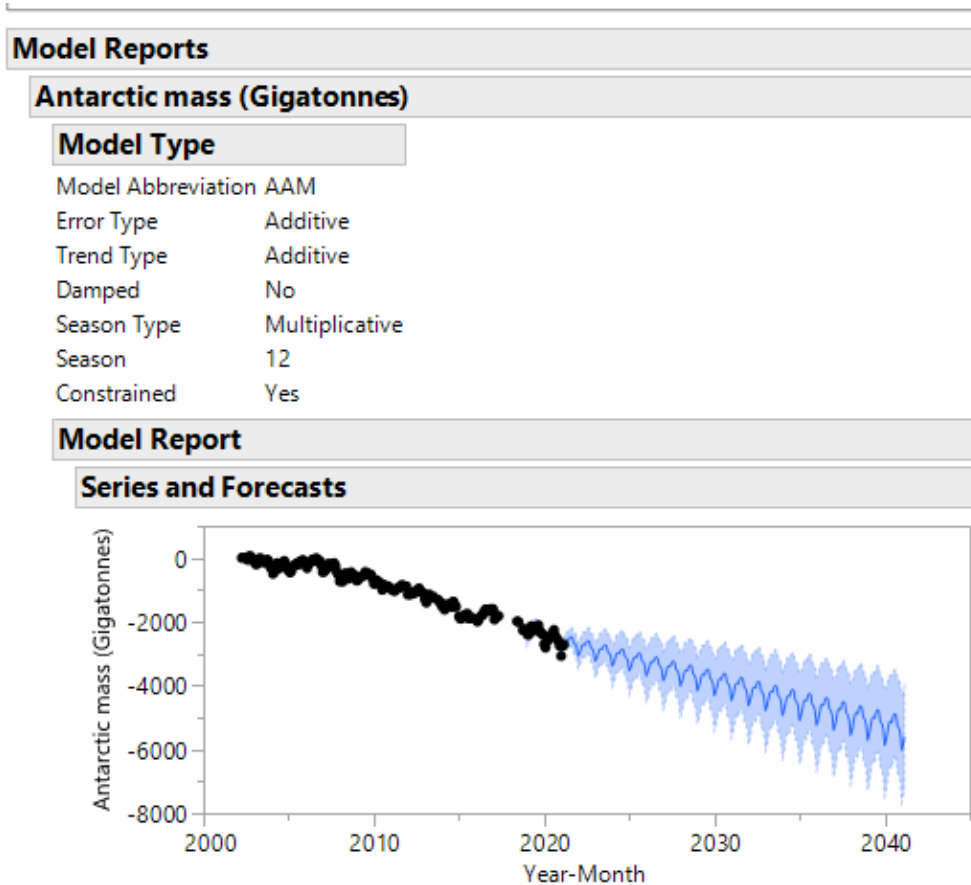 Model Reports
Antarctic mass (Gigatonnes)
Model Type
Model Abbreviation AAM
Error Type Additive
Trend Type Additive
Damped No
Season Type Multiplicative
Season 12
Constrained Yes
Model Report
Series and Forecasts
Antarctic mass (Gigatonnes)
0
-2000
-4000
-6000
-8000
2000 2010 2020 2030 2040
Year-Month